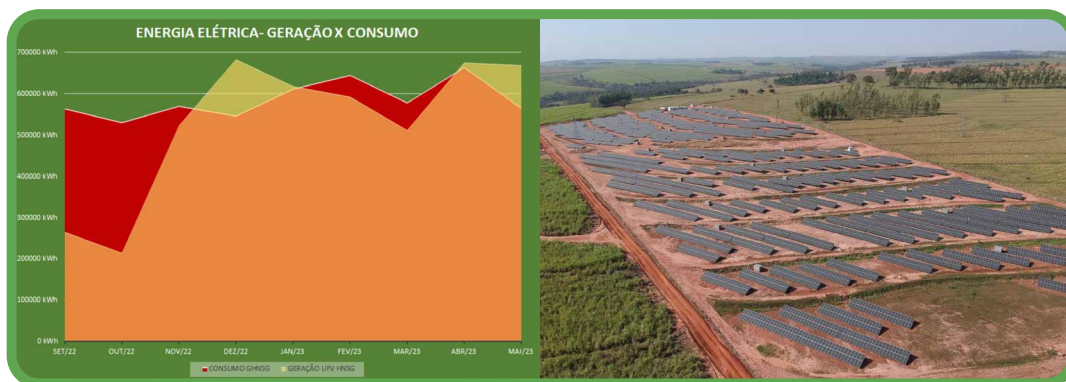 ENERGIA ELÉTRICA- GERAÇÃO X CONSUMO
700000 kWh
600000 kWh
500000 kWh
400000 kWh
300000 kWh
200000 kWh
100000 kWh
0 kWh
SET/22 OUT/22 NOV/22 DEZ/22 JAN/23 FEV/23 MAR/23 ABR/23 MAI/23
CONSUMO GHNSG GERAÇÃO UPV HNSG